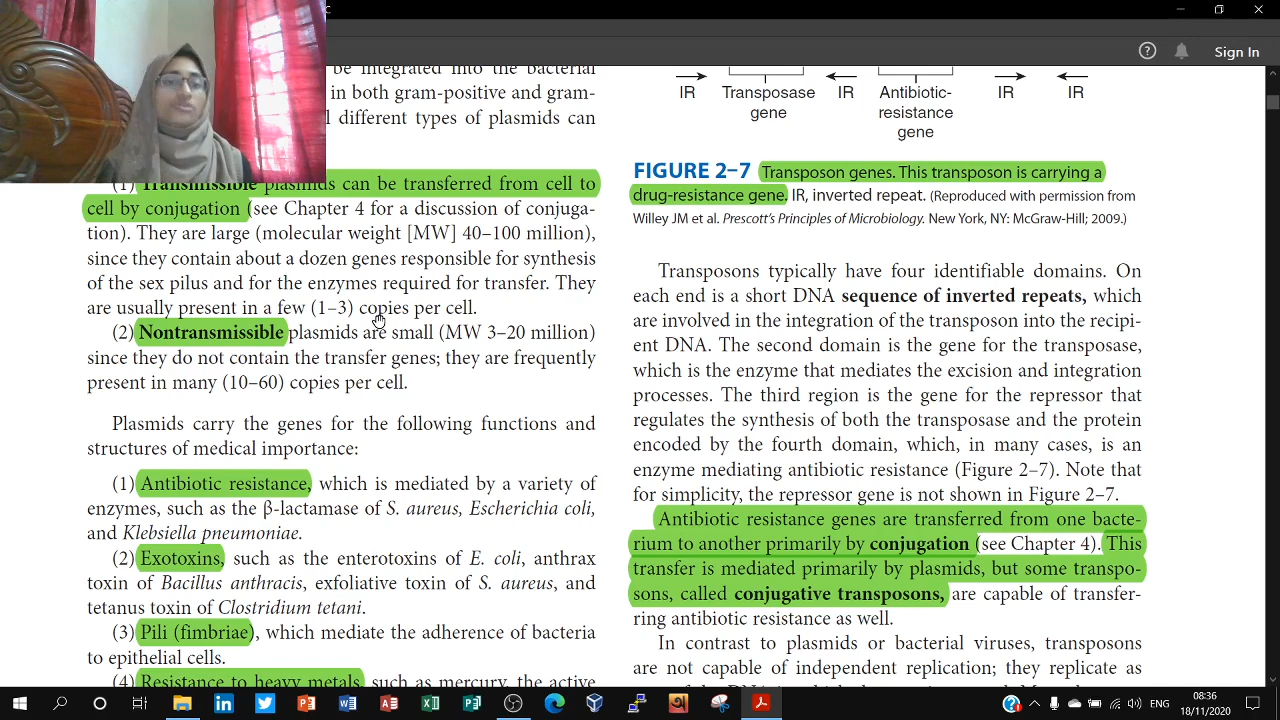 Sign In
be integrated into the bacterial
in both gram-positive and gram-
different types of plasmids can
(1) Transmissible plasmids can be transferred from cell to
cell by conjugation (see Chapter 4 for a discussion of conjuga-
tion). They are large (molecular weight [MW] 40–100 million),
since they contain about a dozen genes responsible for synthesis
of the sex pilus and for the enzymes required for transfer. They
are usually present in a few (1–3) copies per cell.
(2) Nontransmissible plasmids are small (MW 3–20 million)
since they do not contain the transfer genes; they are frequently
present in many (10–60) copies per cell.
Plasmids carry the genes for the following functions and
structures of medical importance:
(1) Antibiotic resistance, which is mediated by a variety of
enzymes, such as the β-lactamase of S. aureus, Escherichia coli,
and Klebsiella pneumoniae.
(2) Exotoxins, such as the enterotoxins of E. coli, anthrax
toxin of Bacillus anthracis, exfoliative toxin of S. aureus, and
tetanus toxin of Clostridium tetani.
(3) Pili (fimbriae), which mediate the adherence of bacteria
to epithelial cells.
(4) Resistance to heavy metals, such as mercury, the active
IR Transposase IR Antibiotic- IR IR
gene resistance
gene
FIGURE 2–7 Transposon genes. This transposon is carrying a
drug-resistance gene. IR, inverted repeat. (Reproduced with permission from
Willey JM et al. Prescott's Principles of Microbiology. New York, NY: McGraw-Hill; 2009.)
Transposons typically have four identifiable domains. On
each end is a short DNA sequence of inverted repeats, which
are involved in the integration of the transposon into the recipi-
ent DNA. The second domain is the gene for the transposase,
which is the enzyme that mediates the excision and integration
processes. The third region is the gene for the repressor that
regulates the synthesis of both the transposase and the protein
encoded by the fourth domain, which, in many cases, is an
enzyme mediating antibiotic resistance (Figure 2–7). Note that
for simplicity, the repressor gene is not shown in Figure 2–7.
Antibiotic resistance genes are transferred from one bacte-
rium to another primarily by conjugation (see Chapter 4). This
transfer is mediated primarily by plasmids, but some transpo-
sons, called conjugative transposons, are capable of transfer-
ring antibiotic resistance as well.
In contrast to plasmids or bacterial viruses, transposons
are not capable of independent replication; they replicate as
ENG
08:36
18/11/2020